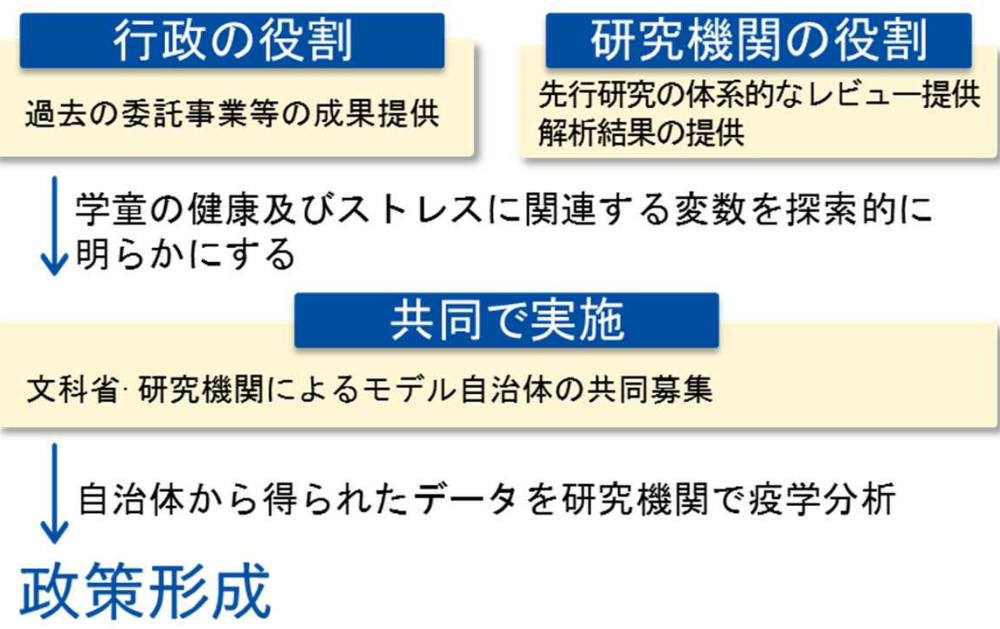 行政の役割
過去の委託事業等の成果提供
研究機関の役割
先行研究の体系的なレビュー提供
解析結果の提供
学童の健康及びストレスに関連する変数を探索的に
明らかにする
共同で実施
文科省·研究機関によるモデル自治体の共同募集
自治体から得られたデータを研究機関で疫学分析
政策形成